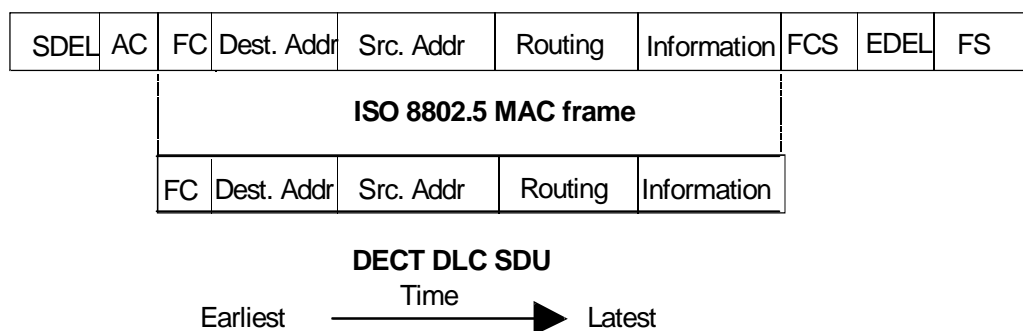 SDEL AC FC Dest. Addr Src. Addr Routing Information FCS EDEL FS
ISO 8802.5 MAC frame
FC Dest. Addr Src. Addr Routing Information
DECT DLC SDU
Time
Earliest Latest